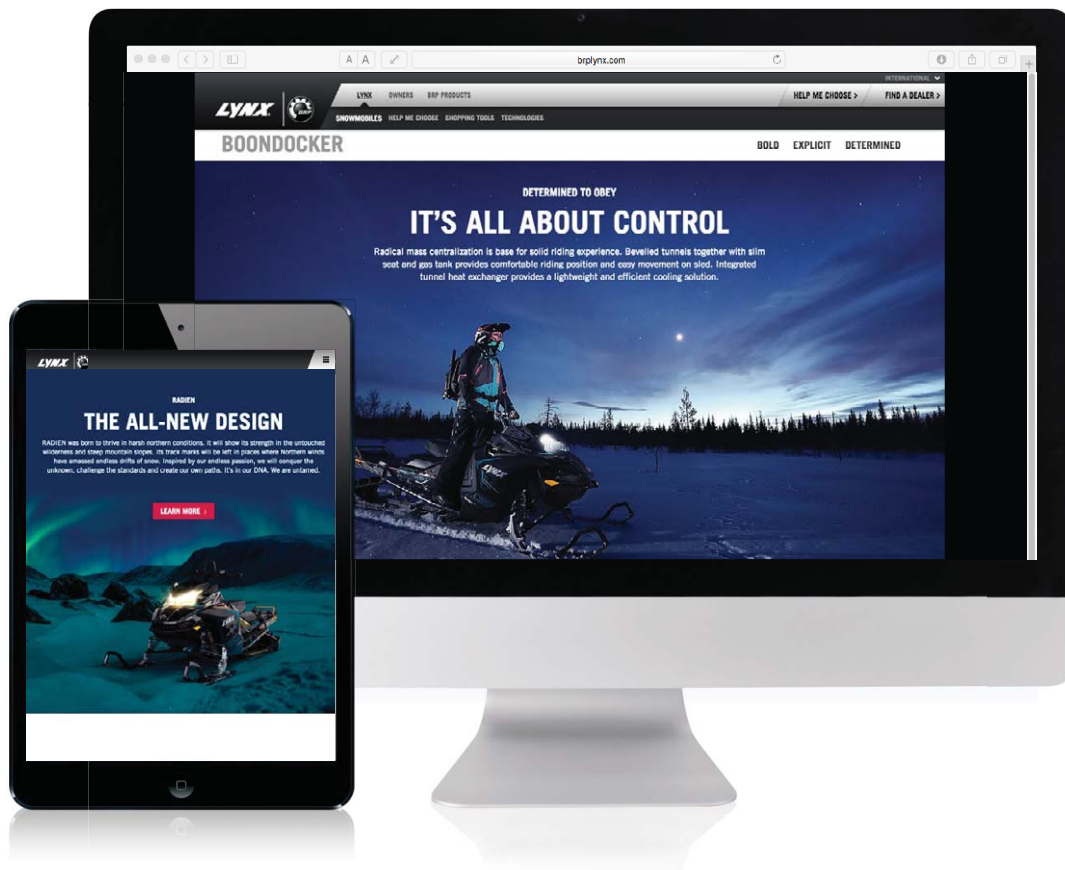 A A
brplynx.com
INTERNATIONAL
LYNX OWNERS BRP PRODUCTS
HELP ME CHOOSE > FIND A DEALER >
LYNX BRP
SNOWMOBILES HELP ME CHOOSE SHOPPING TOOLS TECHNOLOGIES
BOONDOCKER
BOLD EXPLICIT DETERMINED
DETERMINED TO OBEY
IT'S ALL ABOUT CONTROL
Radical mass centralization is base for solid riding experience. Bevelled tunnels together with slim
seat and gas tank provides comfortable riding position and easy movement on sled. Integrated
tunnel heat exchanger provides a lightweight and efficient cooling solution.
LYNX
LYNX
RADIEN
THE ALL-NEW DESIGN
RADIEN was born to thrive in harsh northern conditions. It will show its strength in the untouched
wilderness and steep mountain slopes. Its track marks will be left in places where Northern winds
have amassed endless drifts of snow. Inspired by our endless passion, we will conquer the
unknown, challenge the standards and create our own paths. It's in our DNA. We are untamed.
LEARN MORE >